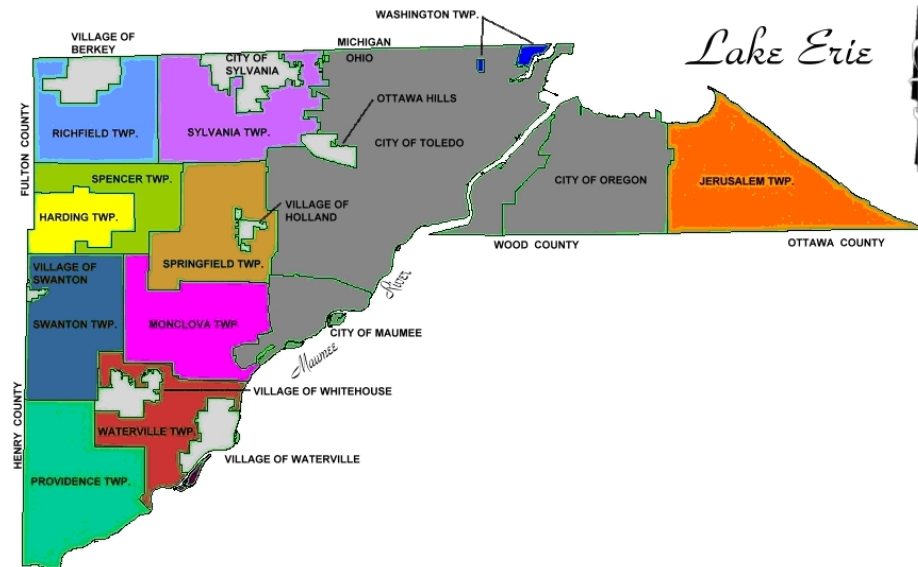 WASHINGTON TWP.
VILLAGE OF
BERKEY
MICHIGAN
OHIO
Lake Erie
CITY OF
SYLVANIA
OTTAWA HILLS
RICHFIELD TWP.
SYLVANIA TWP.
CITY OF TOLEDO
FULTON COUNTY
SPENCER TWP.
CITY OF OREGON
JERUSALEM TWP.
VILLAGE OF
HOLLAND
HARDING TWP.
WOOD COUNTY
OTTAWA COUNTY
SPRINGFIELD TWP.
VILLAGE OF
SWANTON
River
SWANTON TWP.
MONCLOVA TWP.
CITY OF MAUMEE
Maumee
VILLAGE OF WHITEHOUSE
HENRY COUNTY
WATERVILLE TWP.
VILLAGE OF WATERVILLE
PROVIDENCE TWP.